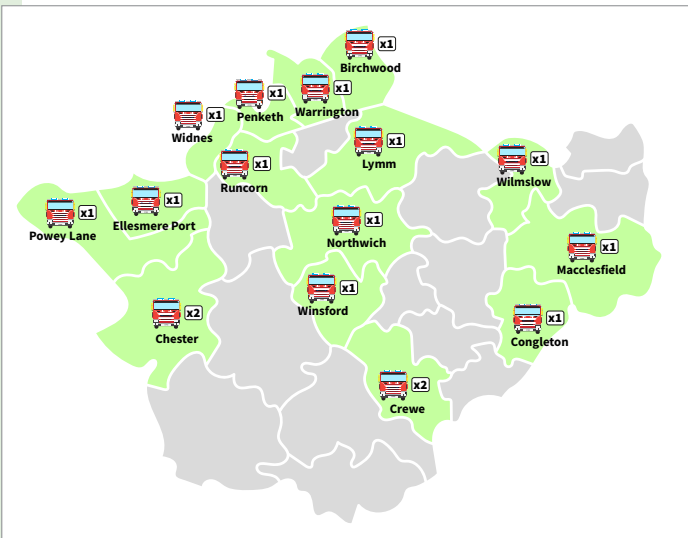 x1
Birchwood
x1
Warrington
x1
Penketh
x1
Widnes
x1
Lymm
x1
Runcorn
x1
Wilmslow
x1
Ellesmere Port
x1
Powey Lane
x1
Northwich
x1
Macclesfield
x1
Winsford
x2
Chester
x1
Congleton
x2
Crewe